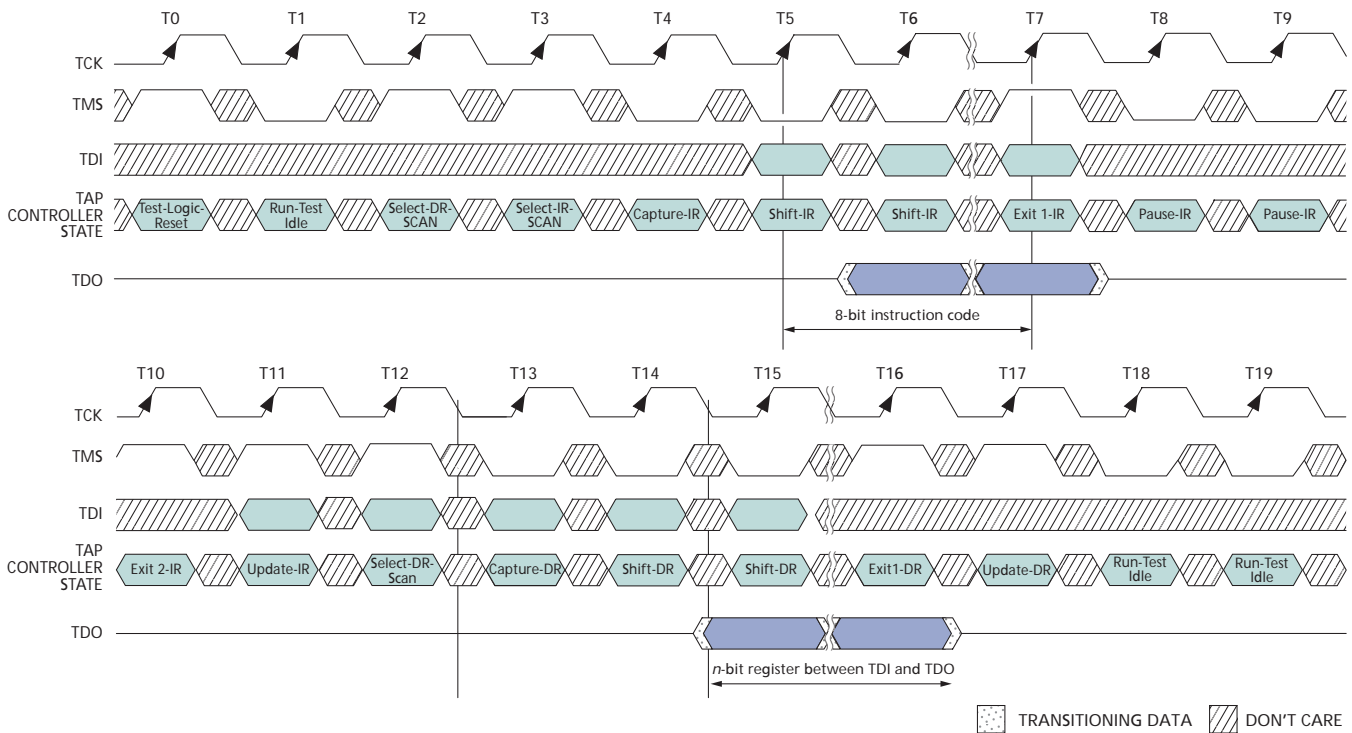 T0 T1 T2 T3 T4 T5 T6 T7 T8 T9
TCK
TMS
TDI
TAP
CONTROLLER
STATE
Test-Logic-
Reset
Run-Test
Idle
Select-DR-
SCAN
Select-IR-
SCAN
Capture-IR
Shift-IR
Shift-IR
Exit 1-IR
Pause-IR
Pause-IR
TDO
8-bit instruction code
T10 T11 T12 T13 T14 T15 T16 T17 T18 T19
TCK
TMS
TDI
TAP
CONTROLLER
STATE
Exit 2-IR
Update-IR
Select-DR-
Scan
Capture-DR
Shift-DR
Shift-DR
Exit1-DR
Update-DR
Run-Test
Idle
Run-Test
Idle
TDO
n-bit register between TDI and TDO
TRANSITIONING DATA
DON'T CARE